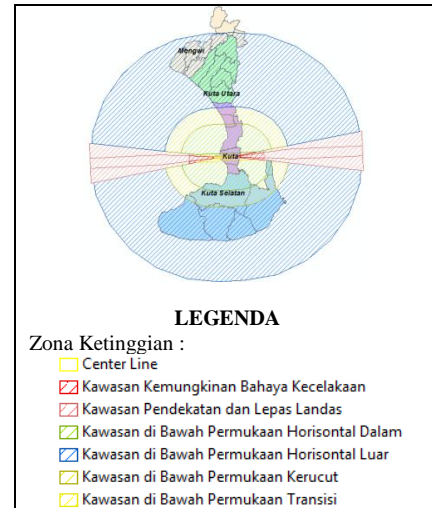 Mengwi
Kuta Utara
Kuta
Kuta Selatan
LEGENDA
Zona Ketinggian :
Center Line
Kawasan Kemungkinan Bahaya Kecelakaan
Kawasan Pendekatan dan Lepas Landas
Kawasan di Bawah Permukaan Horisontal Dalam
Kawasan di Bawah Permukaan Horisontal Luar
Kawasan di Bawah Permukaan Kerucut
Kawasan di Bawah Permukaan Transisi